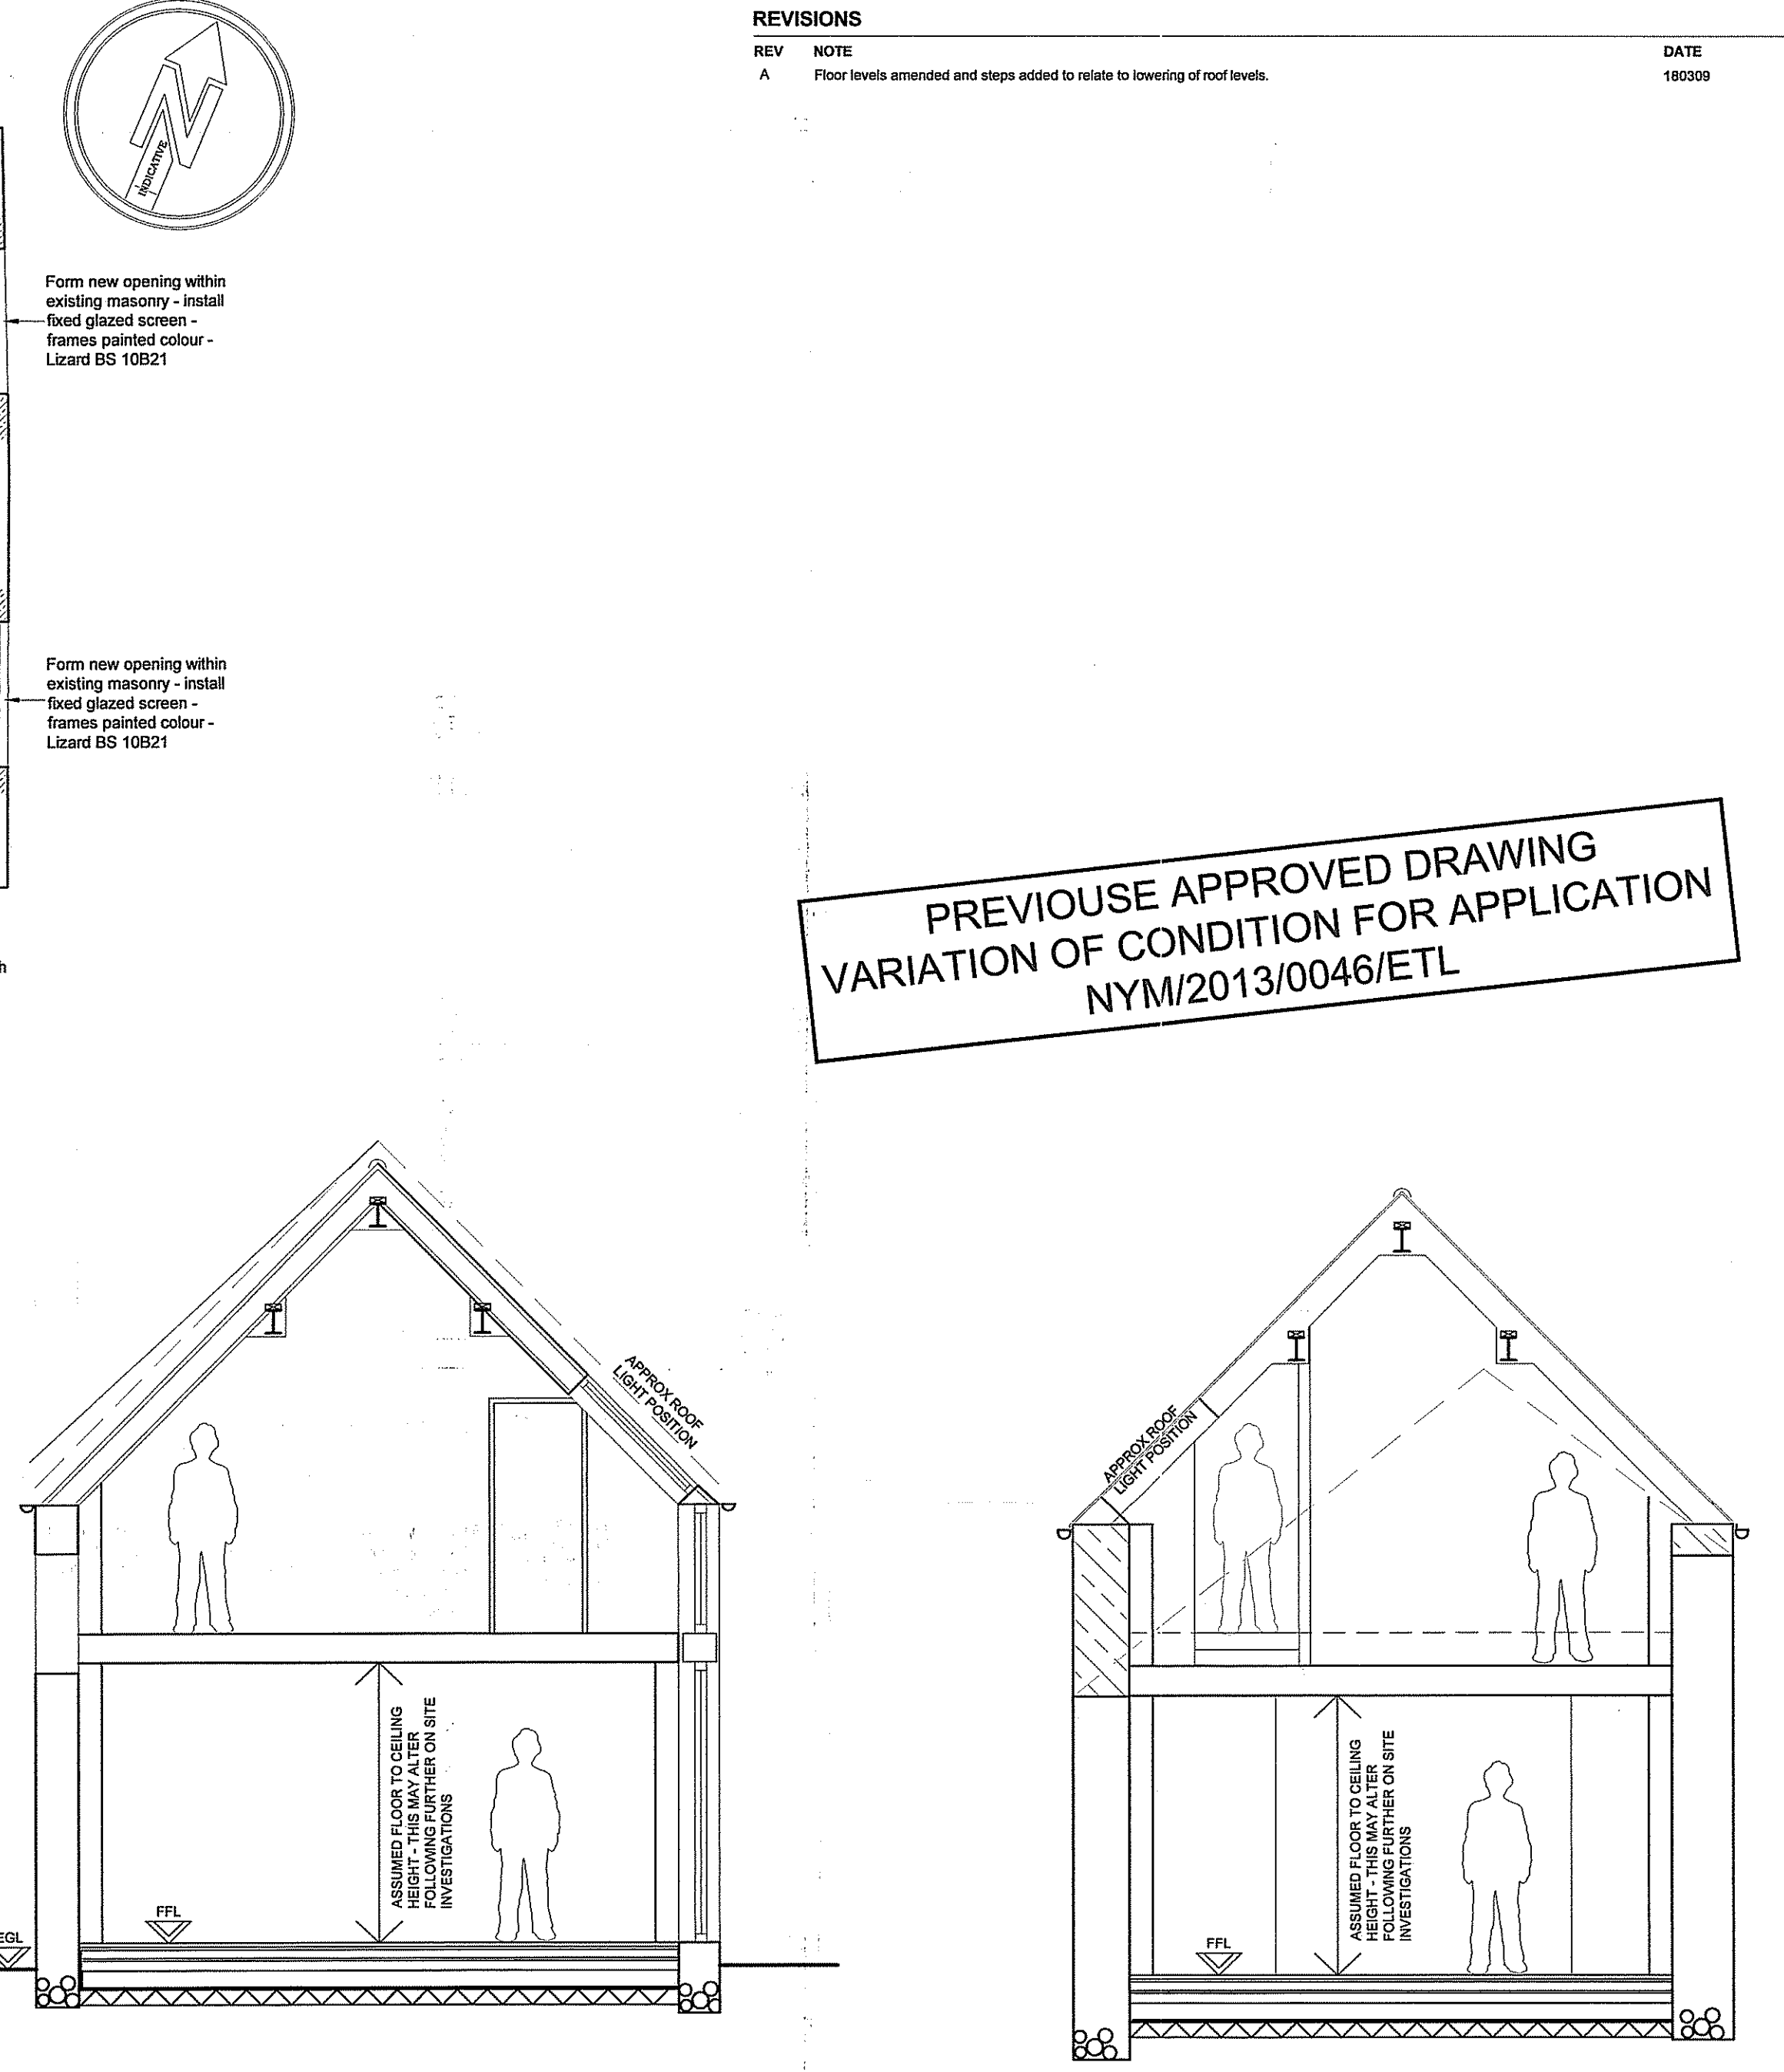 REVISIONS
REV NOTE DATE
A Floor levels amended and steps added to relate to lowering of roof levels. 180309
INDICATIVE
Form new opening within
existing masonry - install
fixed glazed screen -
frames painted colour -
Lizard BS 10B21
Form new opening within
existing masonry - install
fixed glazed screen -
frames painted colour -
Lizard BS 10B21
h
PREVIOUSE APPROVED DRAWING
VARIATION OF CONDITION FOR APPLICATION
NYM/2013/0046/ETL
APPROX ROOF
LIGHT POSITION
ASSUMED FLOOR TO CEILING
HEIGHT - THIS MAY ALTER
FOLLOWING FURTHER ON SITE
INVESTIGATIONS
FFL
EGL
APPROX ROOF
LIGHT POSITION
ASSUMED FLOOR TO CEILING
HEIGHT - THIS MAY ALTER
FOLLOWING FURTHER ON SITE
INVESTIGATIONS
FFL